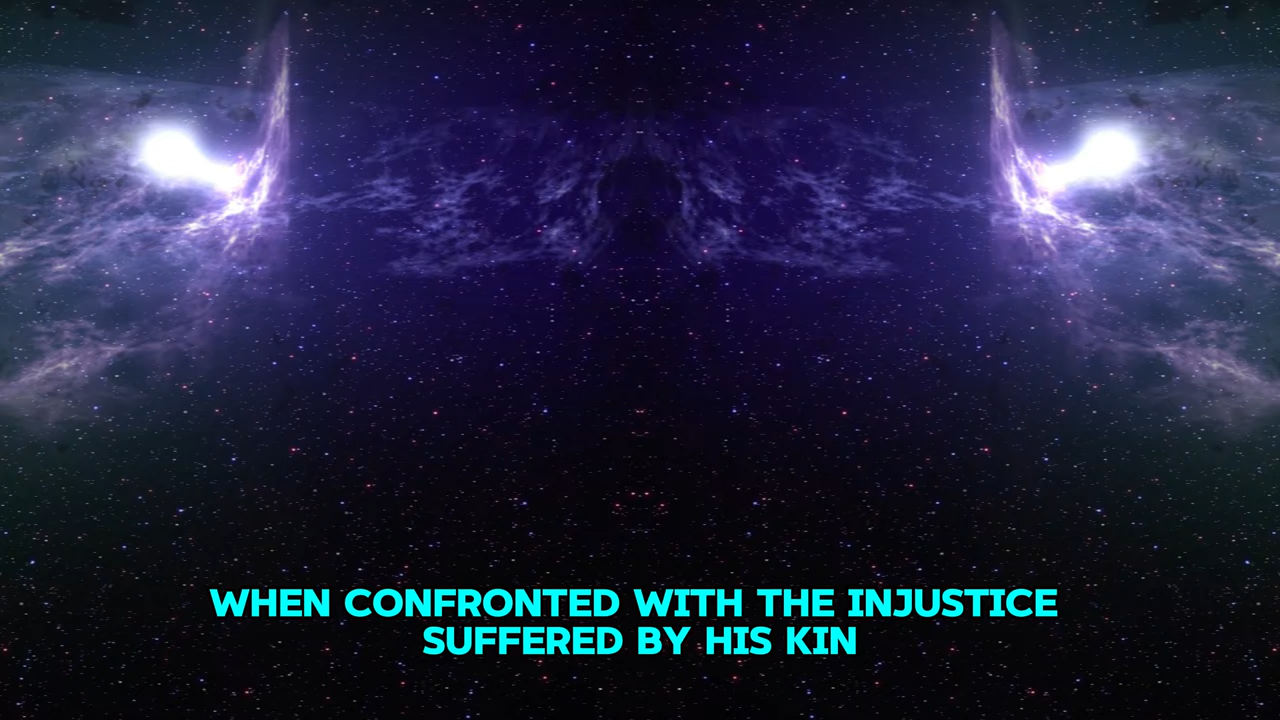 WHEN CONFRONTED WITH THE INJUSTICE
SUFFERED BY HIS KIN